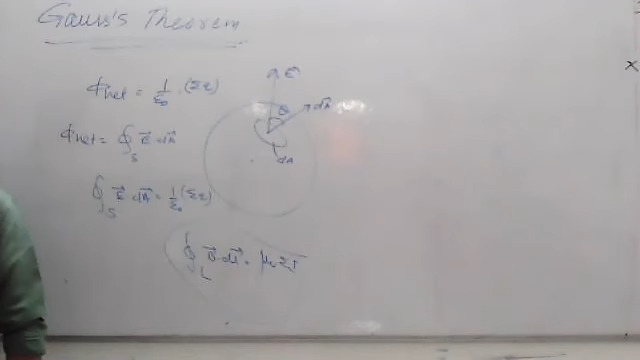 Gauss's Theorem
Φnet = 1/ε₀ · (Σq)
Φnet = ∮S E⃗ dA⃗
∮S E⃗ dA⃗ = 1/ε₀ (Σq)
E⃗
θ
dA⃗
dA
∮L B⃗ dl⃗ = μ₀ ΣI
x